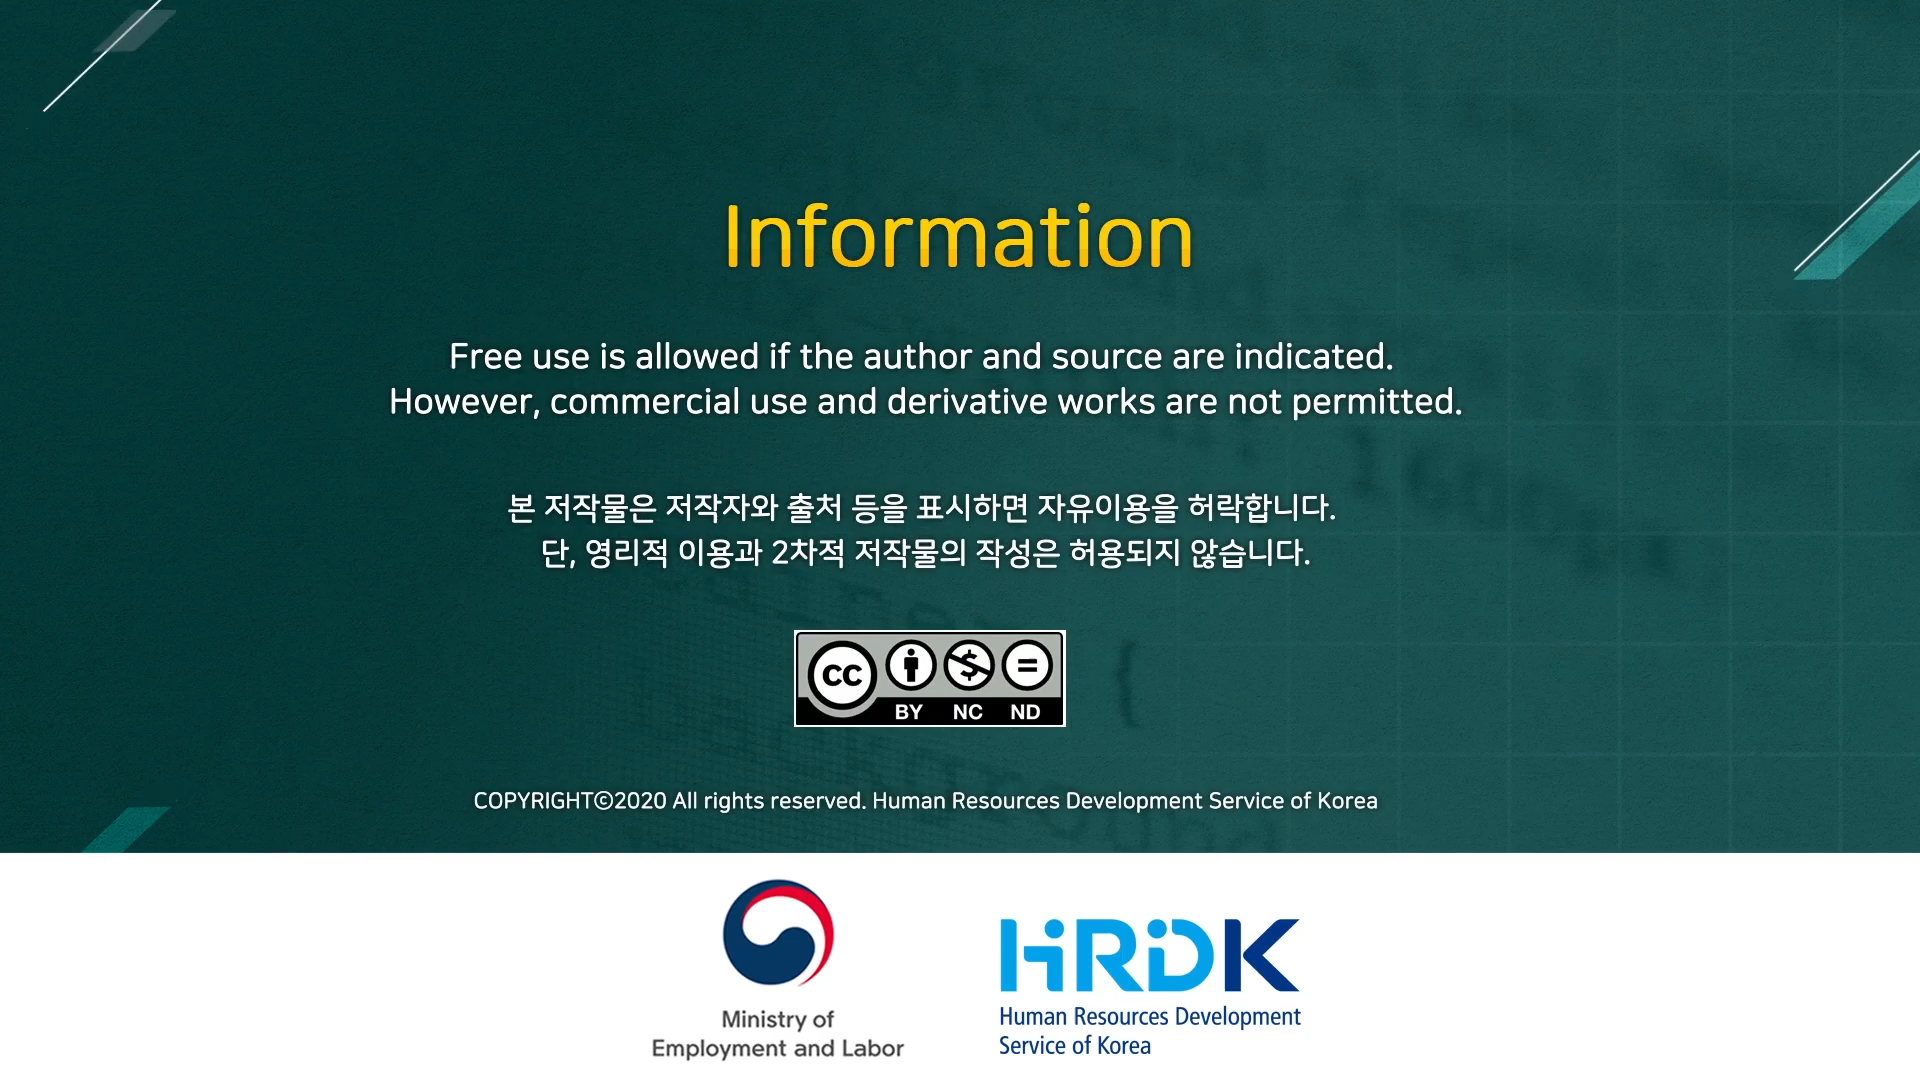 Information
Free use is allowed if the author and source are indicated.
However, commercial use and derivative works are not permitted.
본 저작물은 저작자와 출처 등을 표시하면 자유이용을 허락합니다.
단, 영리적 이용과 2차적 저작물의 작성은 허용되지 않습니다.
cc
BY NC ND
COPYRIGHTⓒ2020 All rights reserved. Human Resources Development Service of Korea
Ministry of
Employment and Labor
HRDK
Human Resources Development
Service of Korea